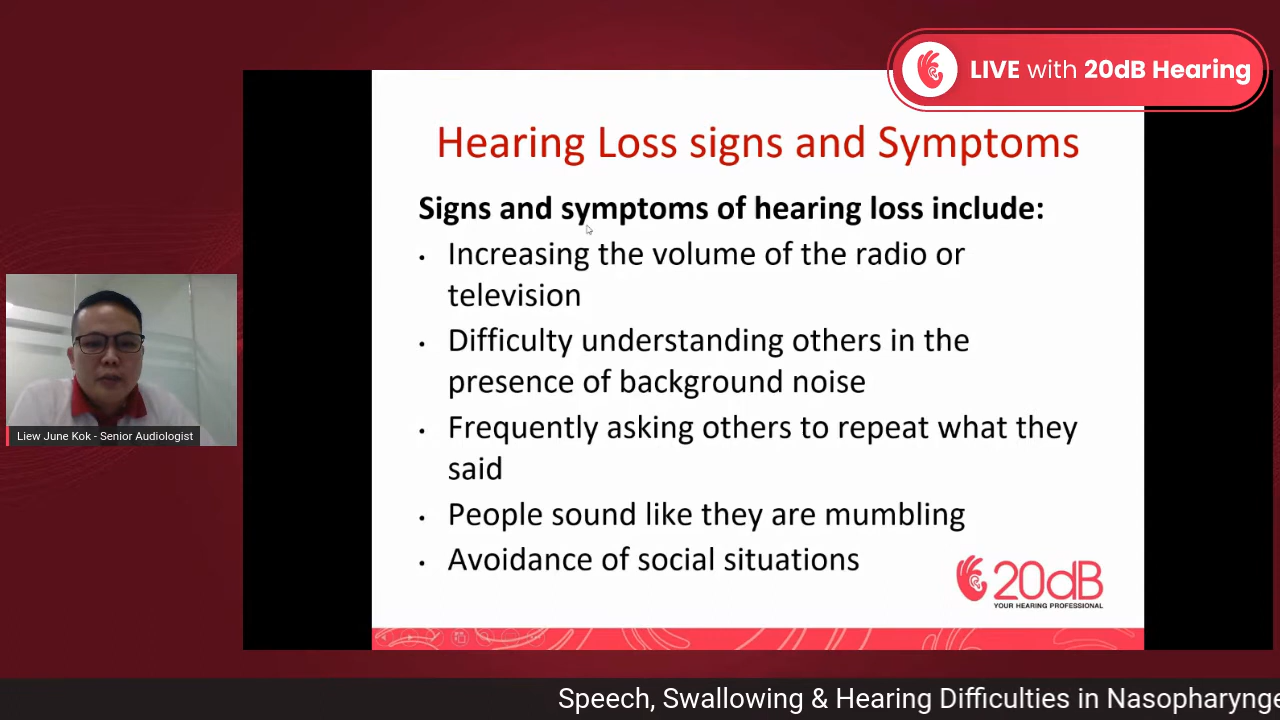 LIVE with 20dB Hearing
Hearing Loss signs and Symptoms
Signs and symptoms of hearing loss include:
• Increasing the volume of the radio or
television
• Difficulty understanding others in the
presence of background noise
• Frequently asking others to repeat what they
said
• People sound like they are mumbling
• Avoidance of social situations
20dB
YOUR HEARING PROFESSIONAL
Liew June Kok - Senior Audiologist
Speech, Swallowing & Hearing Difficulties in Nasopharynge